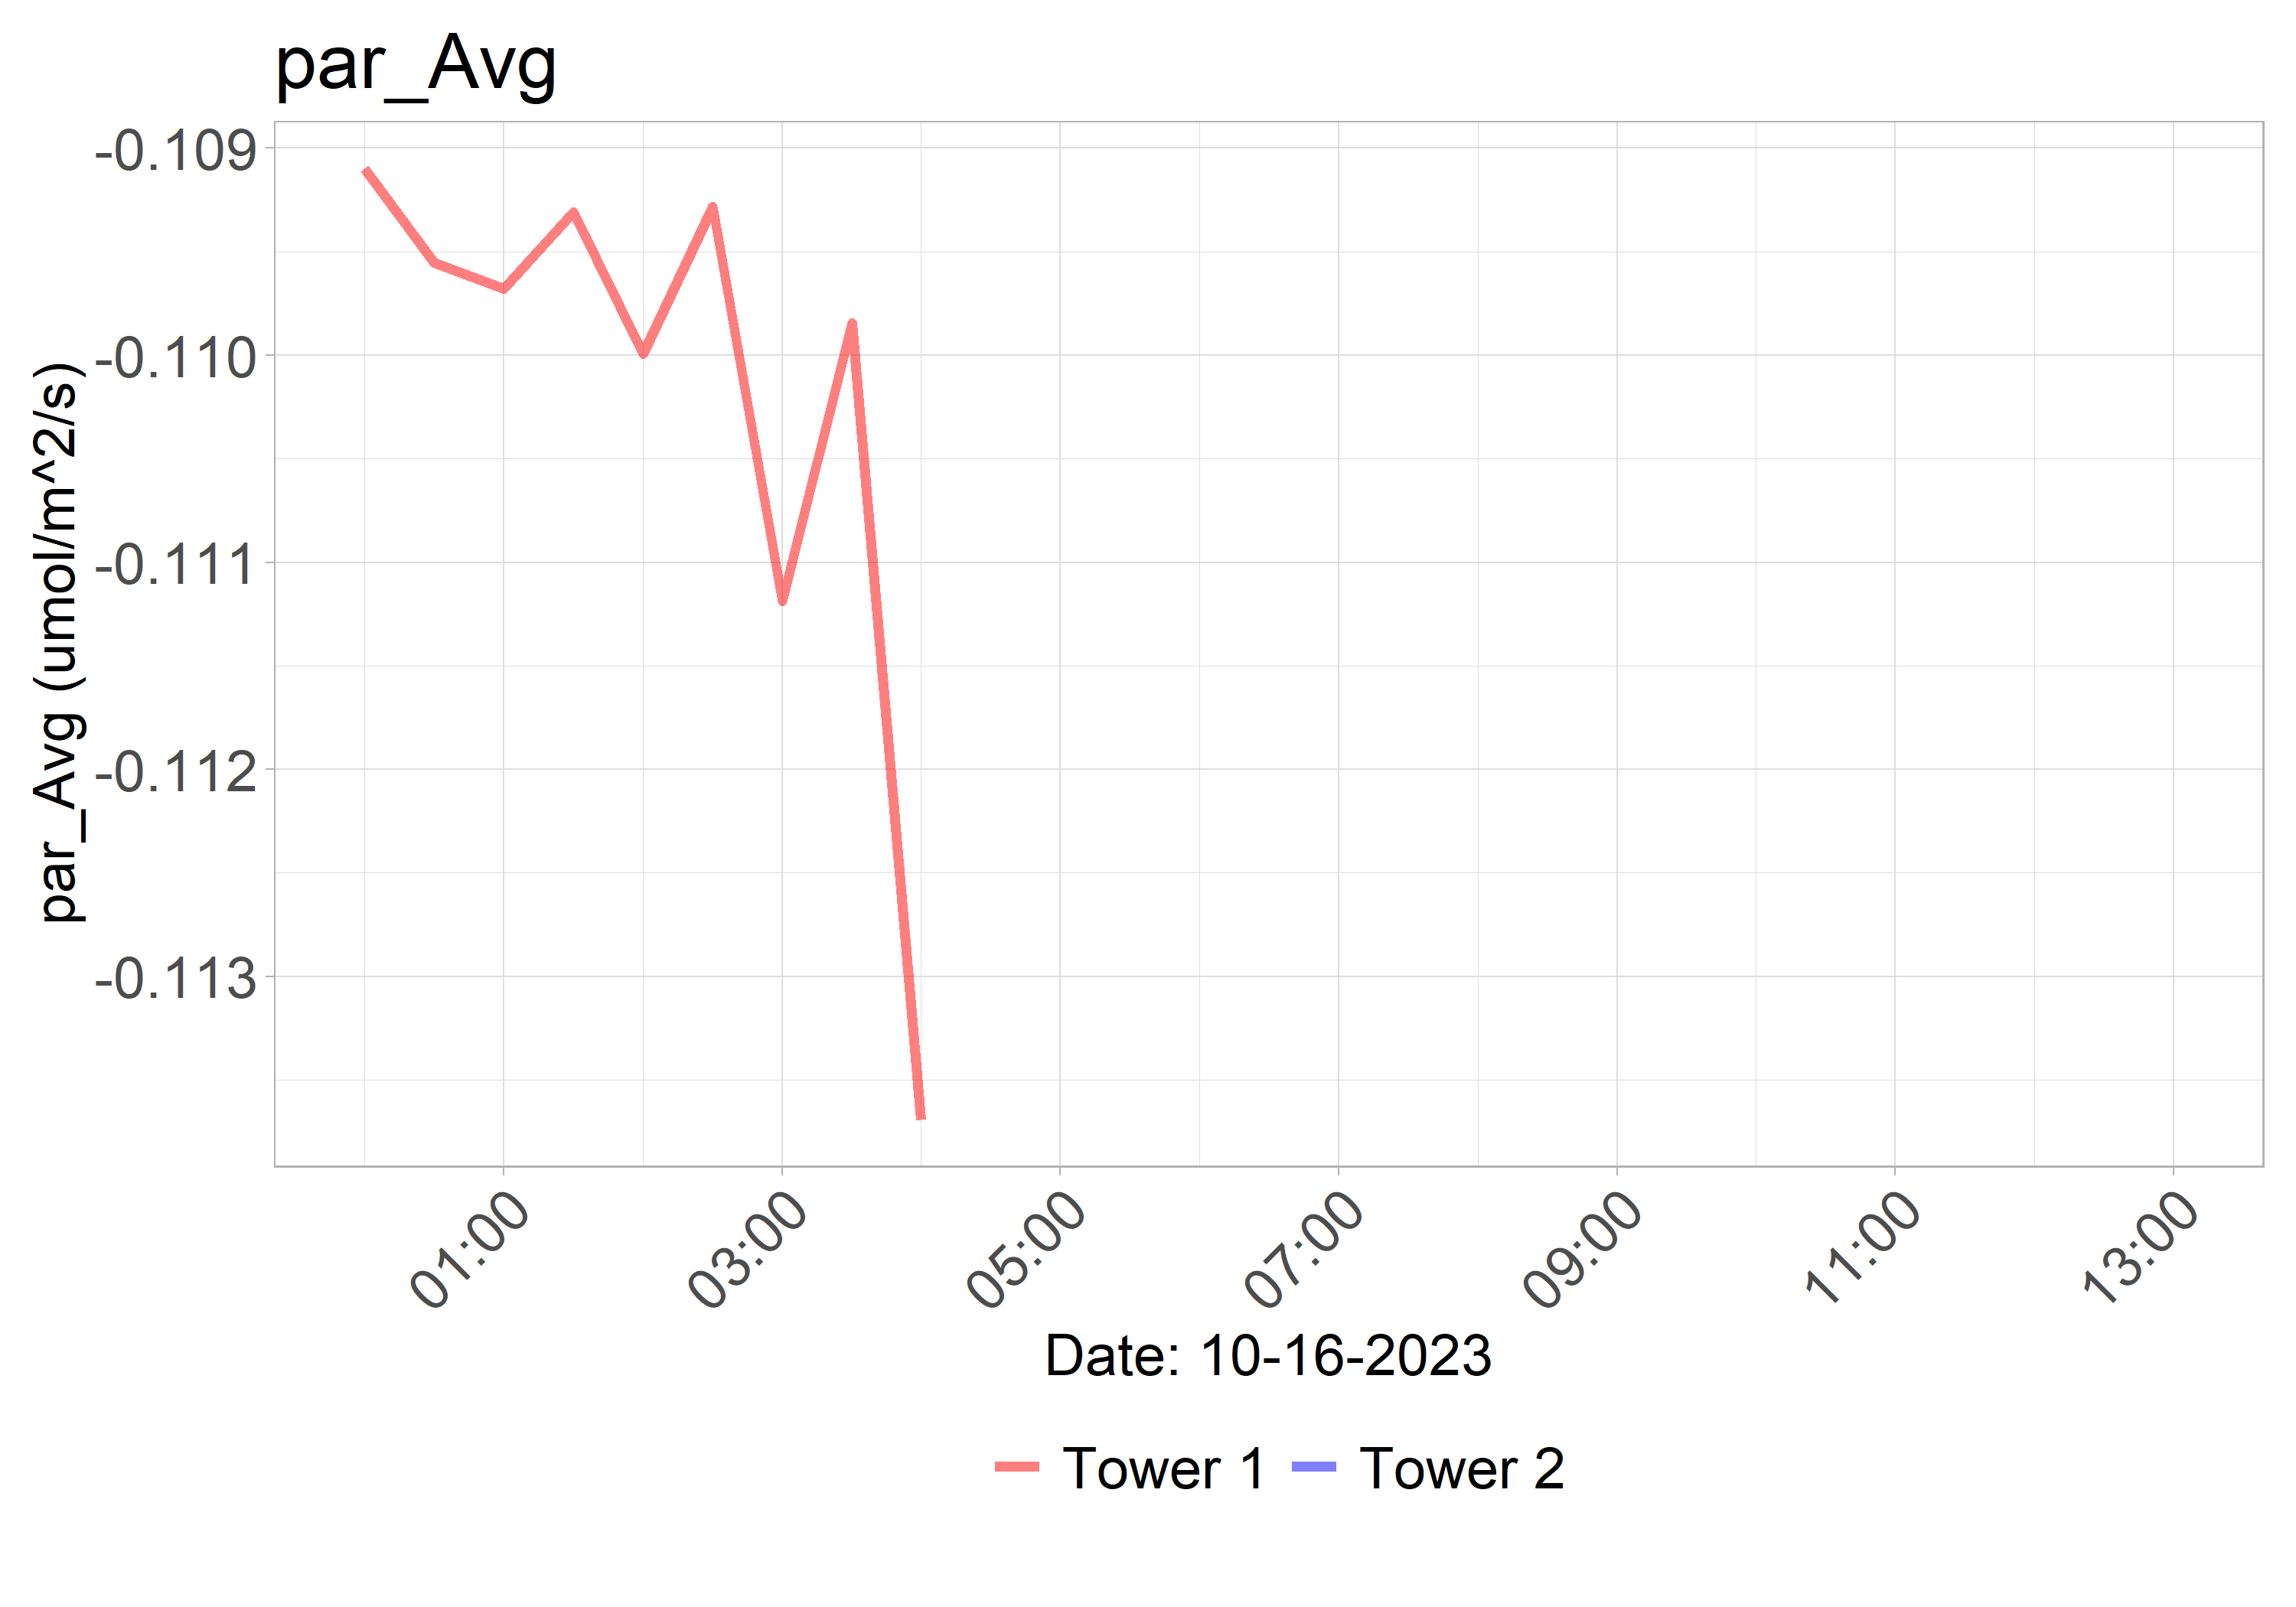 par_Avg
par_Avg (umol/m^2/s)
-0.109
-0.110
-0.111
-0.112
-0.113
01:00
03:00
05:00
07:00
09:00
11:00
13:00
Date: 10-16-2023
Tower 1
Tower 2